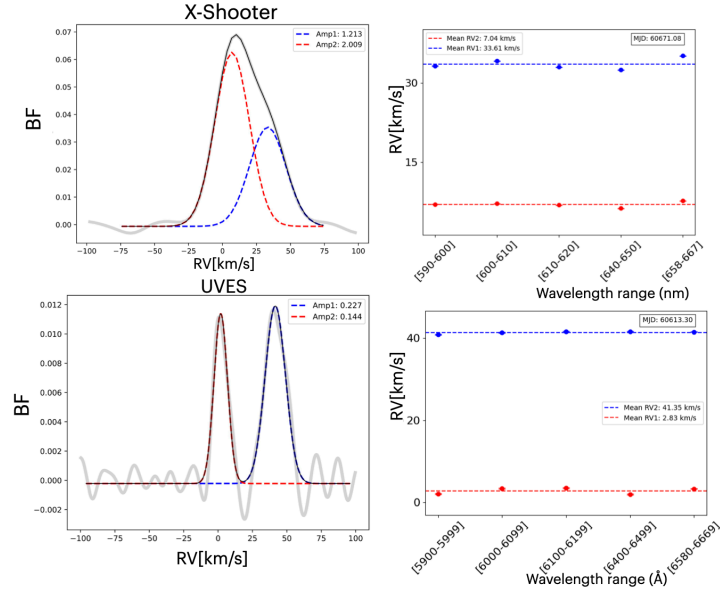 X-Shooter
Amp1: 1.213
Amp2: 2.009
BF
0.07
0.06
0.05
0.04
0.03
0.02
0.01
0.00
-100 -75 -50 -25 0 25 50 75 100
RV[km/s]
Mean RV2: 7.04 km/s
Mean RV1: 33.61 km/s
MJD: 60671.08
RV[km/s]
30
15
[590-600] [600-610] [610-620] [640-650] [658-667]
Wavelength range (nm)
UVES
Amp1: 0.227
Amp2: 0.144
BF
0.012
0.010
0.008
0.006
0.004
0.002
0.000
−0.002
−100 −75 −50 −25 0 25 50 75 100
RV[km/s]
MJD: 60613.30
RV[km/s]
40
20
0
Mean RV2: 41.35 km/s
Mean RV1: 2.83 km/s
[5900-5999] [6000-6099] [6100-6199] [6400-6499] [6580-6669]
Wavelength range (Å)